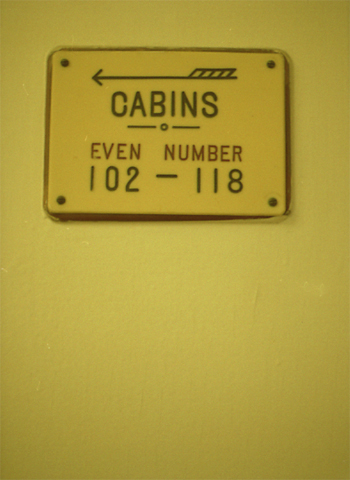 CABINS
EVEN NUMBER
102 — 118